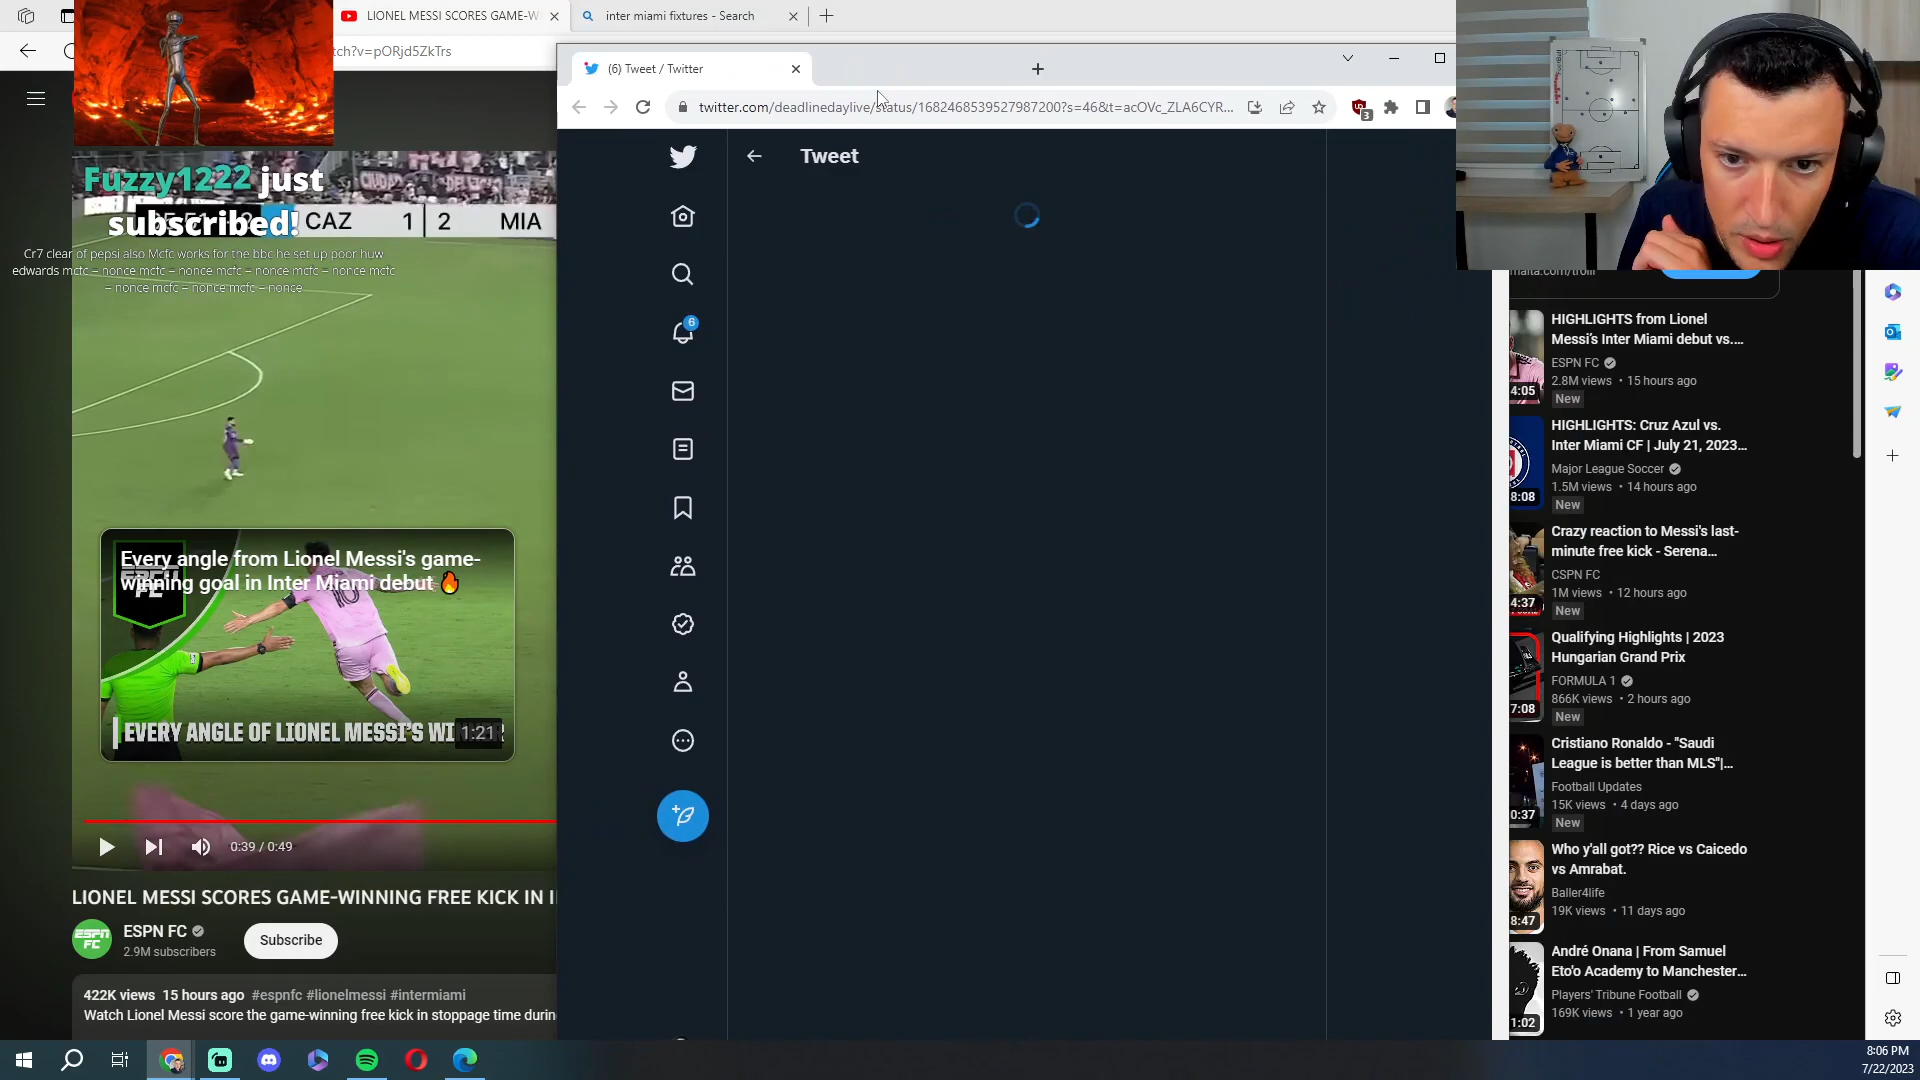 LIONEL MESSI SCORES GAME-W
inter miami fixtures - Search
tch?v=pORjd5ZkTrs
(6) Tweet / Twitter
twitter.com/deadlinedaylive/status/1682468539527987200?s=46&t=acOVc_ZLA6CYR...
3
Tweet
6
Fuzzy1222 just
subscribed!
Cr7 clear of pepsi also Mcfc works for the bbc he set up poor huw
edwards mcfc – nonce mcfc – nonce mcfc – nonce mcfc – nonce mcfc
– nonce mcfc – nonce mcfc – nonce
CIUDAD DEL
CAZ 1 2 MIA
Every angle from Lionel Messi's game-
winning goal in Inter Miami debut 🔥
ESPN
FC
10
EVERY ANGLE OF LIONEL MESSI'S WI
1:21
0:39 / 0:49
LIONEL MESSI SCORES GAME-WINNING FREE KICK IN I
ESPN FC
2.9M subscribers
Subscribe
422K views 15 hours ago #espnfc #lionelmessi #intermiami
Watch Lionel Messi score the game-winning free kick in stoppage time durin
HIGHLIGHTS from Lionel
Messi's Inter Miami debut vs....
ESPN FC
2.8M views • 15 hours ago
New
4:05
HIGHLIGHTS: Cruz Azul vs.
Inter Miami CF | July 21, 2023...
Major League Soccer
1.5M views • 14 hours ago
New
8:08
Crazy reaction to Messi's last-
minute free kick - Serena...
CSPN FC
1M views • 12 hours ago
New
4:37
Qualifying Highlights | 2023
Hungarian Grand Prix
FORMULA 1
866K views • 2 hours ago
New
7:08
Cristiano Ronaldo - "Saudi
League is better than MLS"|...
Football Updates
15K views • 4 days ago
New
0:37
Who y'all got?? Rice vs Caicedo
vs Amrabat.
Baller4life
19K views • 11 days ago
8:47
André Onana | From Samuel
Eto'o Academy to Manchester...
Players' Tribune Football
169K views • 1 year ago
1:02
8:06 PM
7/22/2023